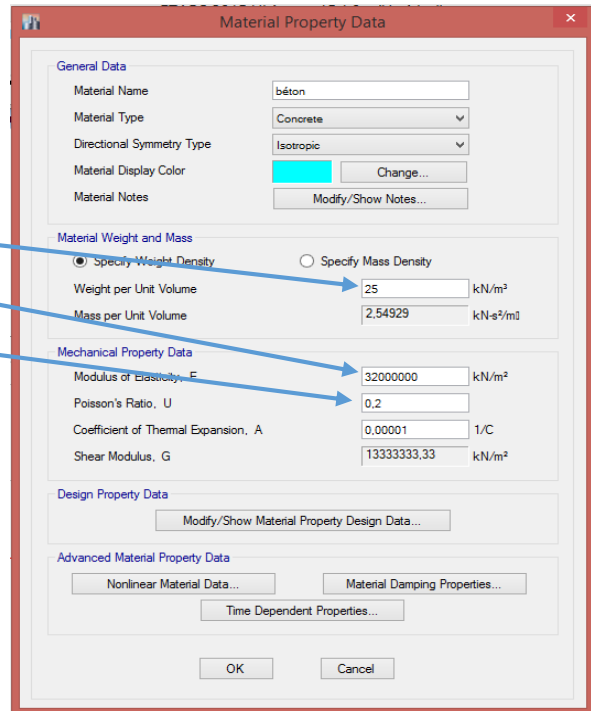 Material Property Data
General Data
Material Name béton
Material Type Concrete
Directional Symmetry Type Isotropic
Material Display Color Change...
Material Notes Modify/Show Notes...
Material Weight and Mass
Specify Weight Density Specify Mass Density
Weight per Unit Volume 25 kN/m³
Mass per Unit Volume 2,54929 kN-s²/m
Mechanical Property Data
Modulus of Elasticity, E 32000000 kN/m²
Poisson's Ratio, U 0,2
Coefficient of Thermal Expansion, A 0,00001 1/C
Shear Modulus, G 13333333,33 kN/m²
Design Property Data
Modify/Show Material Property Design Data...
Advanced Material Property Data
Nonlinear Material Data... Material Damping Properties...
Time Dependent Properties...
OK Cancel